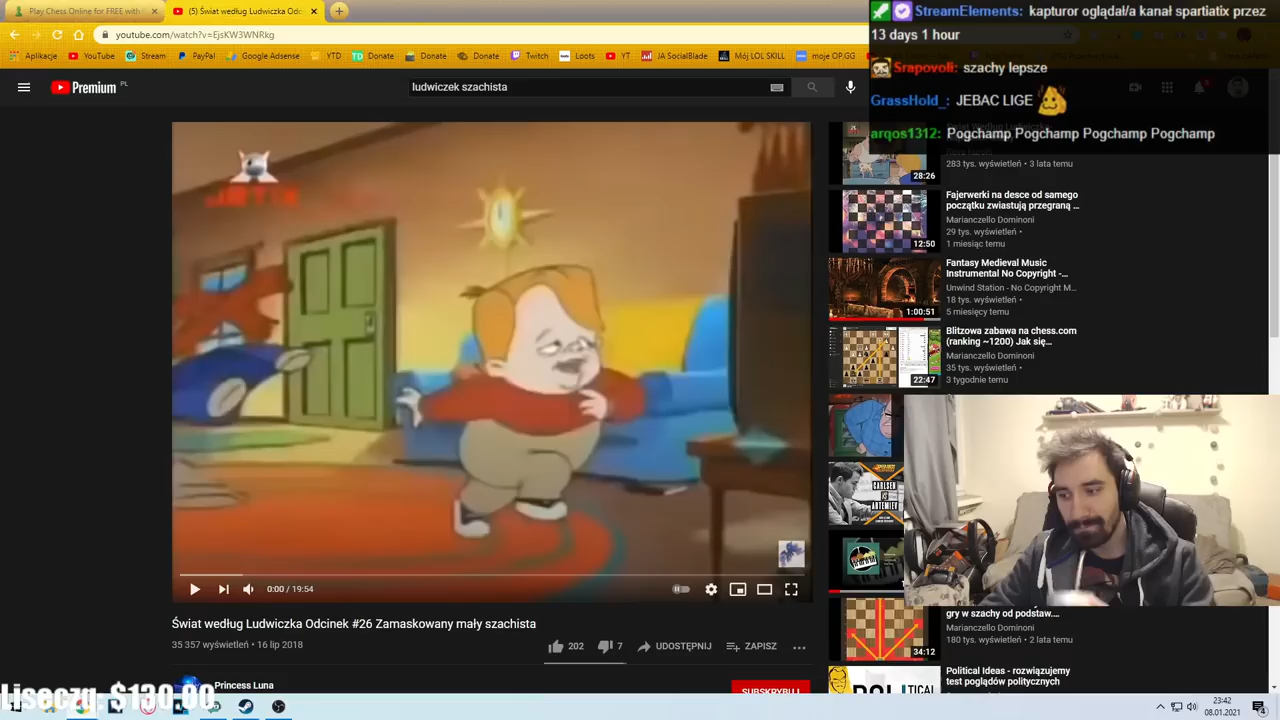 Play Chess Online for FREE with
(5) Świat według Ludwiczka Odc
youtube.com/watch?v=EjsKW3WNRkg
Aplikacje
YouTube
Stream
PayPal
Google Adsense
YTD
Donate
Donate
Donate
Twitch
Loots
YT
JA SocialBlade
Mój LOL SKILL
moje OP.GG
StreamElements: kapturor oglądał/a kanał spartiatix przez
13 days 1 hour
Srapovoli: szachy lepsze
GrassHold_: JEBAC LIGE
arqos1312: Pogchamp Pogchamp Pogchamp Pogchamp
Premium PL
ludwiczek szachista
283 tys. wyświetleń • 3 lata temu
28:26
Fajerwerki na desce od samego
początku zwiastują przegraną ...
Marianczello Dominoni
29 tys. wyświetleń •
1 miesiąc temu
12:50
Fantasy Medieval Music
Instrumental No Copyright -...
Unwind Station - No Copyright M...
18 tys. wyświetleń •
5 miesięcy temu
1:00:51
Blitzowa zabawa na chess.com
(ranking ~1200) Jak się...
Marianczello Dominoni
35 tys. wyświetleń •
3 tygodnie temu
22:47
CARLSEN
VS
ARTEMIEV
gry w szachy od podstaw....
Marianczello Dominoni
180 tys. wyświetleń • 2 lata temu
34:12
Political Ideas - rozwiązujemy
test poglądów politycznych
0:00 / 19:54
Świat według Ludwiczka Odcinek #26 Zamaskowany mały szachista
35 357 wyświetleń • 16 lip 2018
202
7
UDOSTĘPNIJ
ZAPISZ
Princess Luna
SUBSKRYBUJ
Liseczy: $130.00
23:42
08.01.2021
4